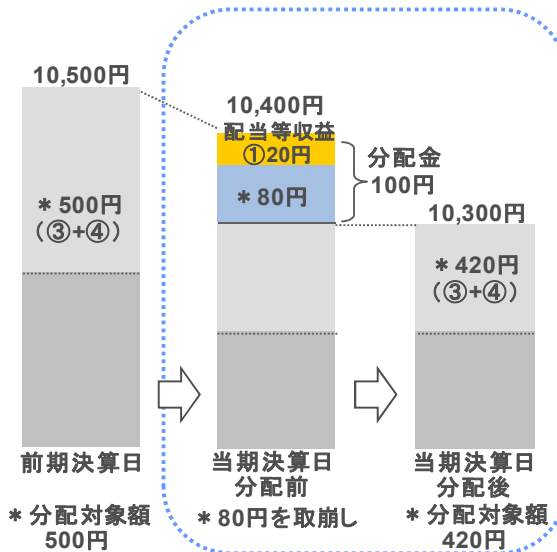 10,500円
＊500円
（③+④）
前期決算日
＊分配対象額
500円
10,400円
配当等収益
①20円
＊80円
分配金
100円
当期決算日
分配前
＊80円を取崩し
10,300円
＊420円
（③+④）
当期決算日
分配後
＊分配対象額
420円